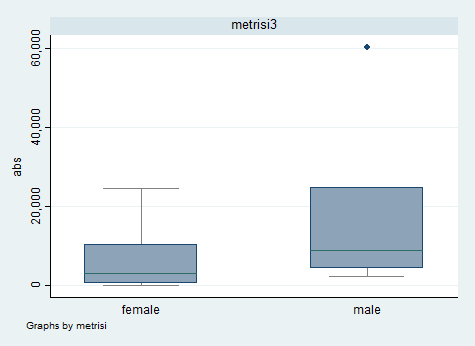 metrisi3
60,000
40,000
20,000
0
abs
female male
Graphs by metrisi